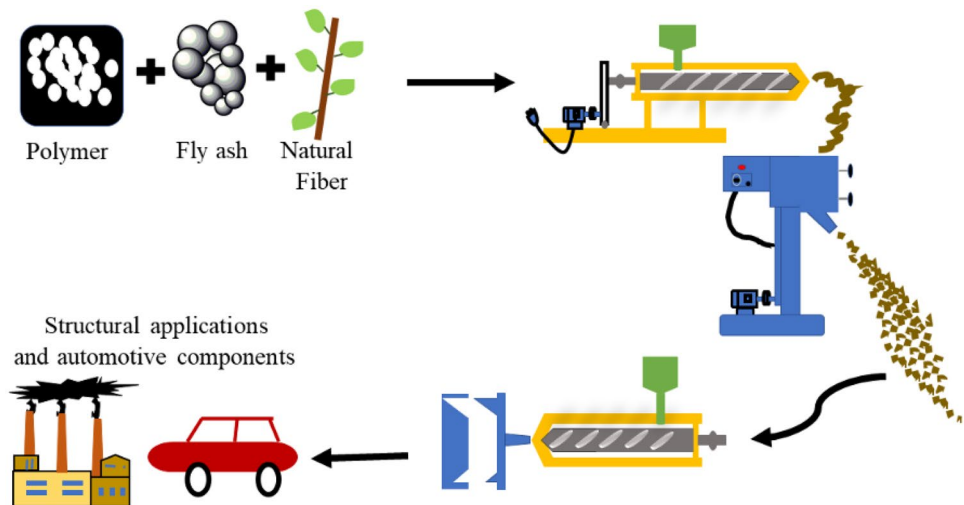 Polymer
Fly ash
Natural
Fiber
Structural applications
and automotive components